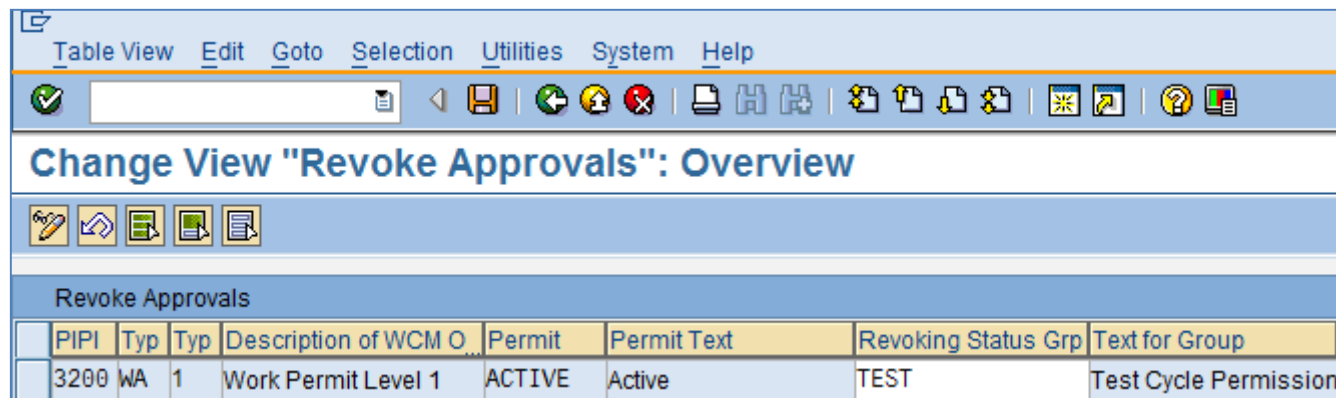 Table View Edit Goto Selection Utilities System Help
Change View "Revoke Approvals": Overview
Revoke Approvals
PlPl Typ Typ Description of WCM O... Permit Permit Text Revoking Status Grp Text for Group
3200 WA 1 Work Permit Level 1 ACTIVE Active TEST Test Cycle Permission